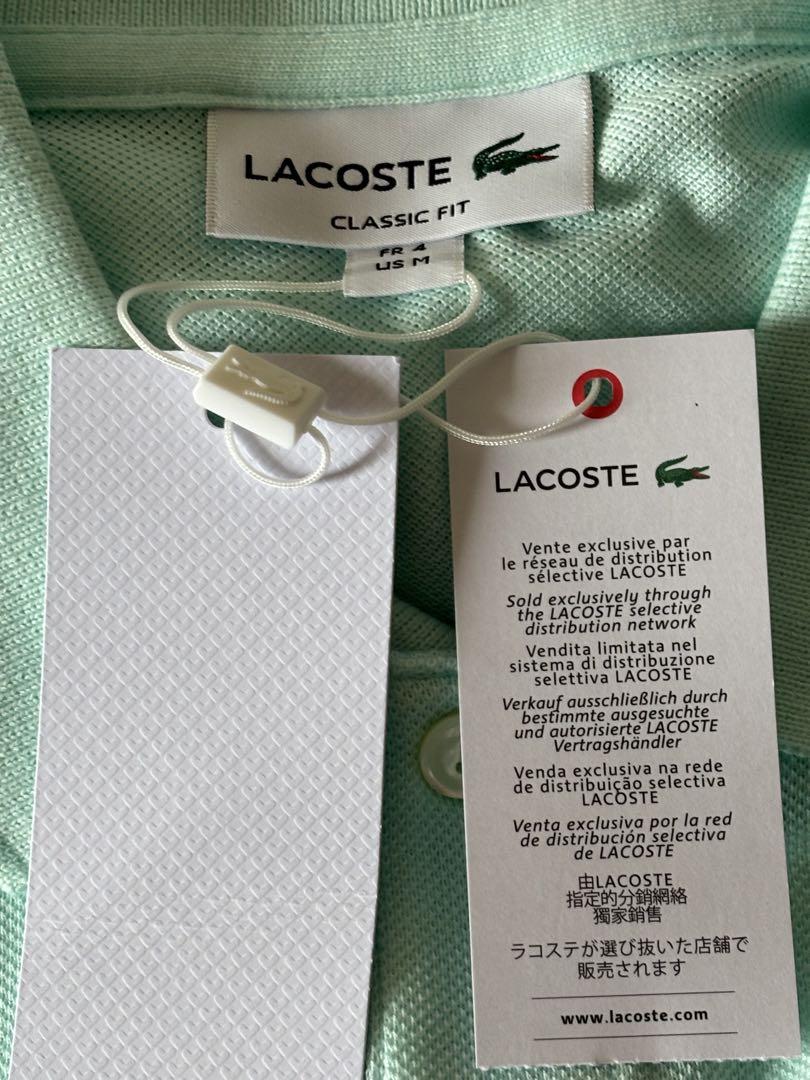 LACOSTE
CLASSIC FIT
FR 4
US M
LACOSTE
Vente exclusive par
le réseau de distribution
sélective LACOSTE
Sold exclusively through
the LACOSTE selective
distribution network
Vendita limitata nel
sistema di distribuzione
selettiva LACOSTE
Verkauf ausschließlich durch
bestimmte ausgesuchte
und autorisierte LACOSTE
Vertragshändler
Venda exclusiva na rede
de distribuição selectiva
LACOSTE
Venta exclusiva por la red
de distribución selectiva
de LACOSTE
由LACOSTE
指定的分銷網絡
獨家銷售
ラコステが選び抜いた店舗で
販売されます
www.lacoste.com